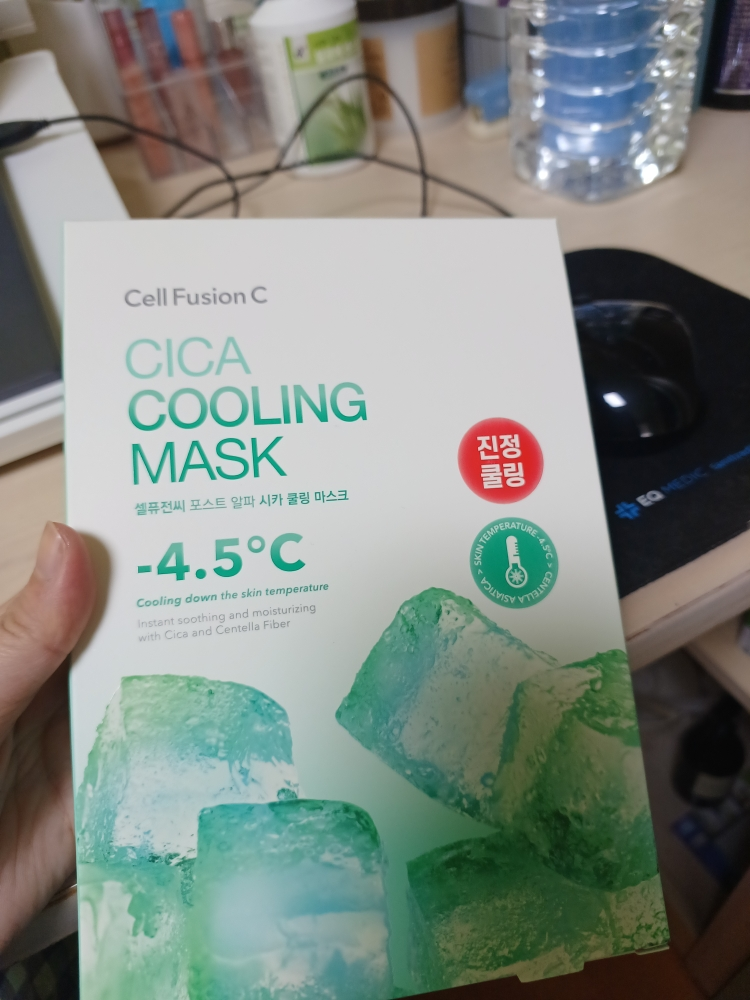 Cell Fusion C
CICA
COOLING
MASK
셀퓨전씨 포스트 알파 시카 쿨링 마스크
-4.5°C
Cooling down the skin temperature
Instant soothing and moisturizing
with Cica and Centella Fiber
진정
쿨링
SKIN TEMPERATURE-4.5°C > CENTELLA ASIATICA >
EQ MEDIC